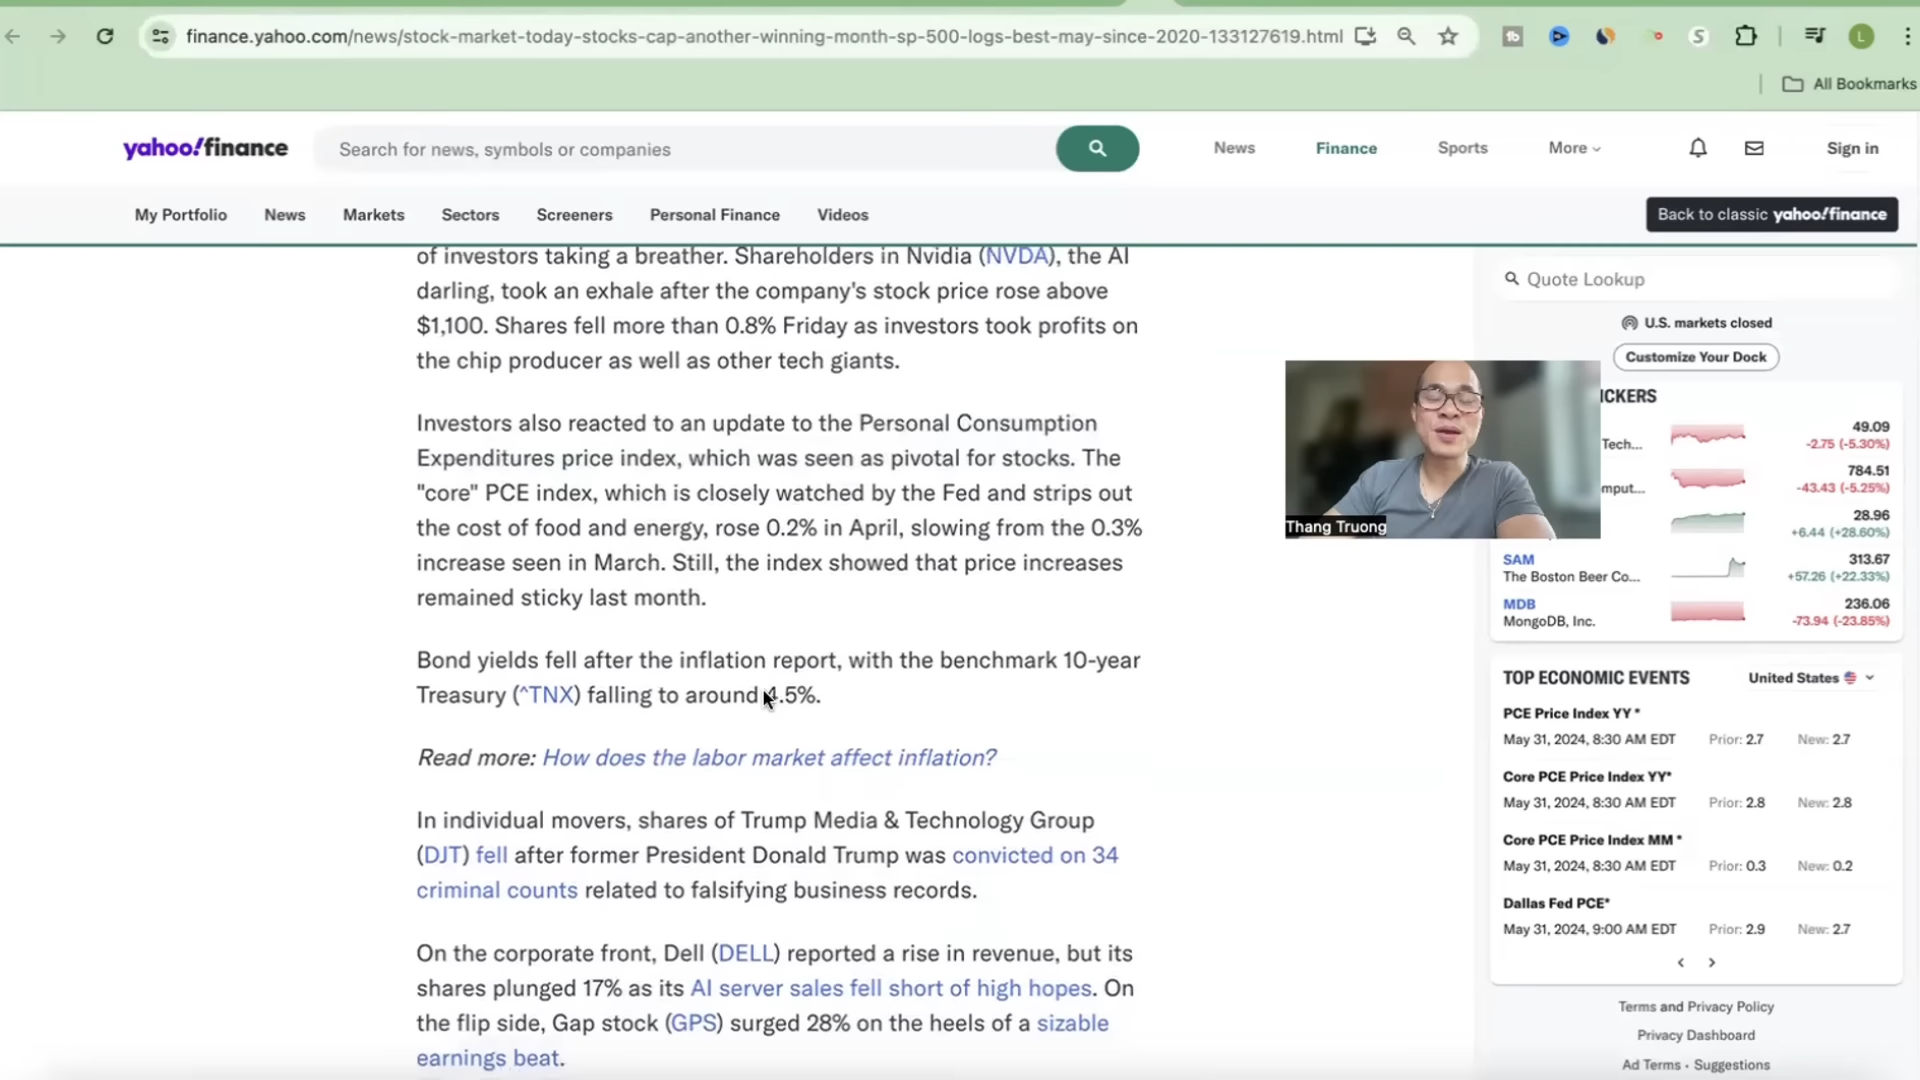 finance.yahoo.com/news/stock-market-today-stocks-cap-another-winning-month-sp-500-logs-best-may-since-2020-133127619.html
L
All Bookmarks
yahoo!finance
Search for news, symbols or companies
News
Finance
Sports
More
Sign in
My Portfolio
News
Markets
Sectors
Screeners
Personal Finance
Videos
Back to classic yahoo!finance
of investors taking a breather. Shareholders in Nvidia (NVDA), the AI
darling, took an exhale after the company's stock price rose above
$1,100. Shares fell more than 0.8% Friday as investors took profits on
the chip producer as well as other tech giants.
Investors also reacted to an update to the Personal Consumption
Expenditures price index, which was seen as pivotal for stocks. The
"core" PCE index, which is closely watched by the Fed and strips out
the cost of food and energy, rose 0.2% in April, slowing from the 0.3%
increase seen in March. Still, the index showed that price increases
remained sticky last month.
Bond yields fell after the inflation report, with the benchmark 10-year
Treasury (^TNX) falling to around 4.5%.
Read more: How does the labor market affect inflation?
In individual movers, shares of Trump Media & Technology Group
(DJT) fell after former President Donald Trump was convicted on 34
criminal counts related to falsifying business records.
On the corporate front, Dell (DELL) reported a rise in revenue, but its
shares plunged 17% as its AI server sales fell short of high hopes. On
the flip side, Gap stock (GPS) surged 28% on the heels of a sizable
earnings beat.
Thang Truong
Quote Lookup
U.S. markets closed
Customize Your Dock
ICKERS
49.09
Tech...
-2.75 (-5.30%)
784.51
mput...
-43.43 (-5.25%)
28.96
+6.44 (+28.60%)
SAM
313.67
The Boston Beer Co...
+57.26 (+22.33%)
MDB
236.06
MongoDB, Inc.
-73.94 (-23.85%)
TOP ECONOMIC EVENTS
United States
PCE Price Index YY *
May 31, 2024, 8:30 AM EDT Prior: 2.7 New: 2.7
Core PCE Price Index YY*
May 31, 2024, 8:30 AM EDT Prior: 2.8 New: 2.8
Core PCE Price Index MM *
May 31, 2024, 8:30 AM EDT Prior: 0.3 New: 0.2
Dallas Fed PCE*
May 31, 2024, 9:00 AM EDT Prior: 2.9 New: 2.7
Terms and Privacy Policy
Privacy Dashboard
Ad Terms • Suggestions